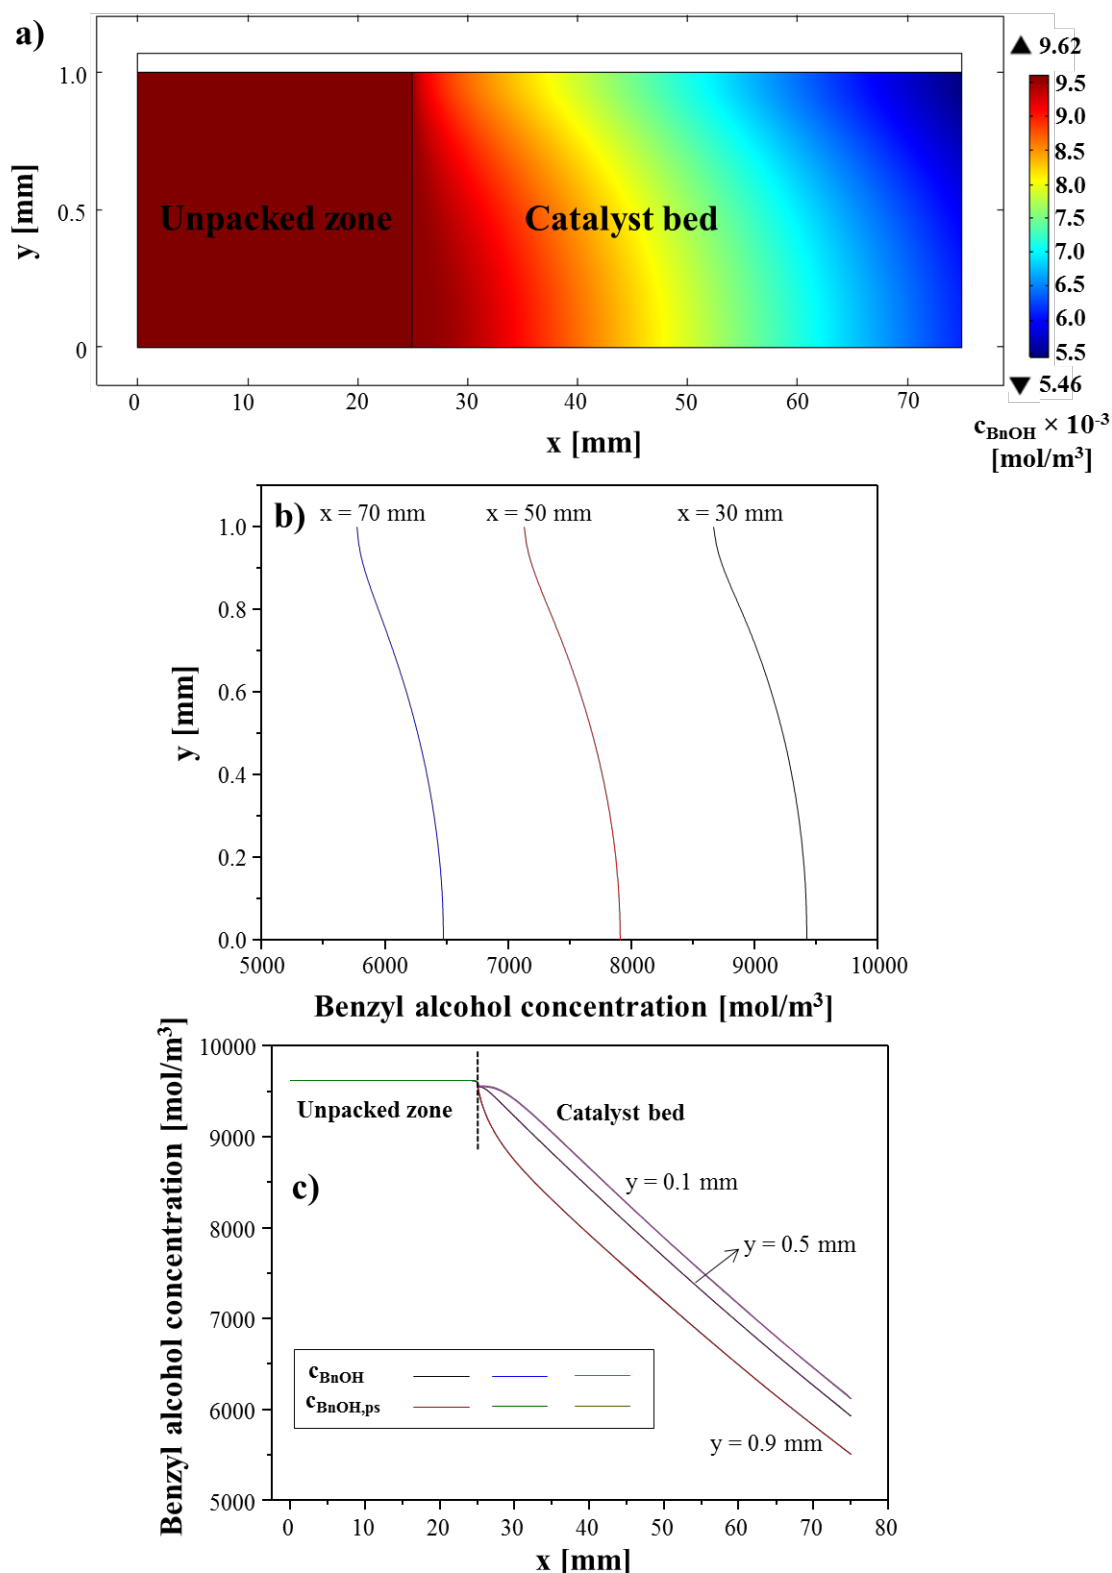 a)
9.62
1.0
0.5
0
y [mm]
Unpacked zone
Catalyst bed
9.5
9.0
8.5
8.0
7.5
7.0
6.5
6.0
5.5
5.46
0 10 20 30 40 50 60 70
x [mm]
c_BnOH × 10^-3
[mol/m³]
b)
x = 70 mm x = 50 mm x = 30 mm
1.0
0.8
0.6
0.4
0.2
0.0
y [mm]
5000 6000 7000 8000 9000 10000
Benzyl alcohol concentration [mol/m³]
10000
9000
8000
7000
6000
5000
Benzyl alcohol concentration [mol/m³]
Unpacked zone
Catalyst bed
c)
y = 0.1 mm
y = 0.5 mm
y = 0.9 mm
c_BnOH
c_BnOH,ps
0 10 20 30 40 50 60 70 80
x [mm]